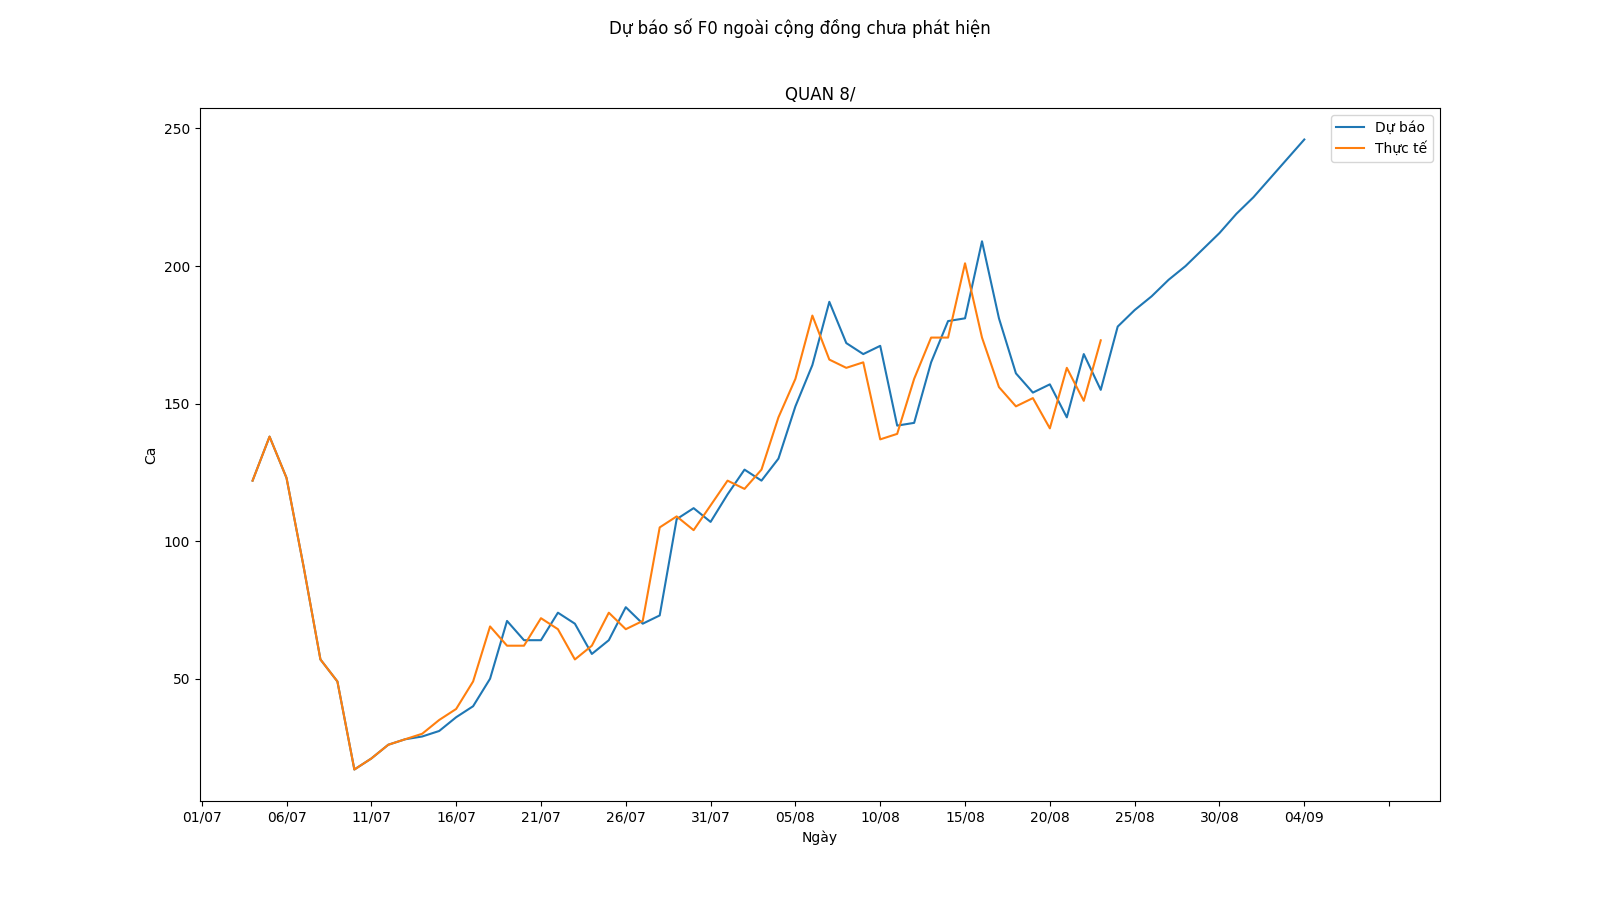 Dự báo số F0 ngoài cộng đồng chưa phát hiện
QUAN 8/
Dự báo
Thực tế
250
200
150
100
50
Ca
01/07 06/07 11/07 16/07 21/07 26/07 31/07 05/08 10/08 15/08 20/08 25/08 30/08 04/09
Ngày